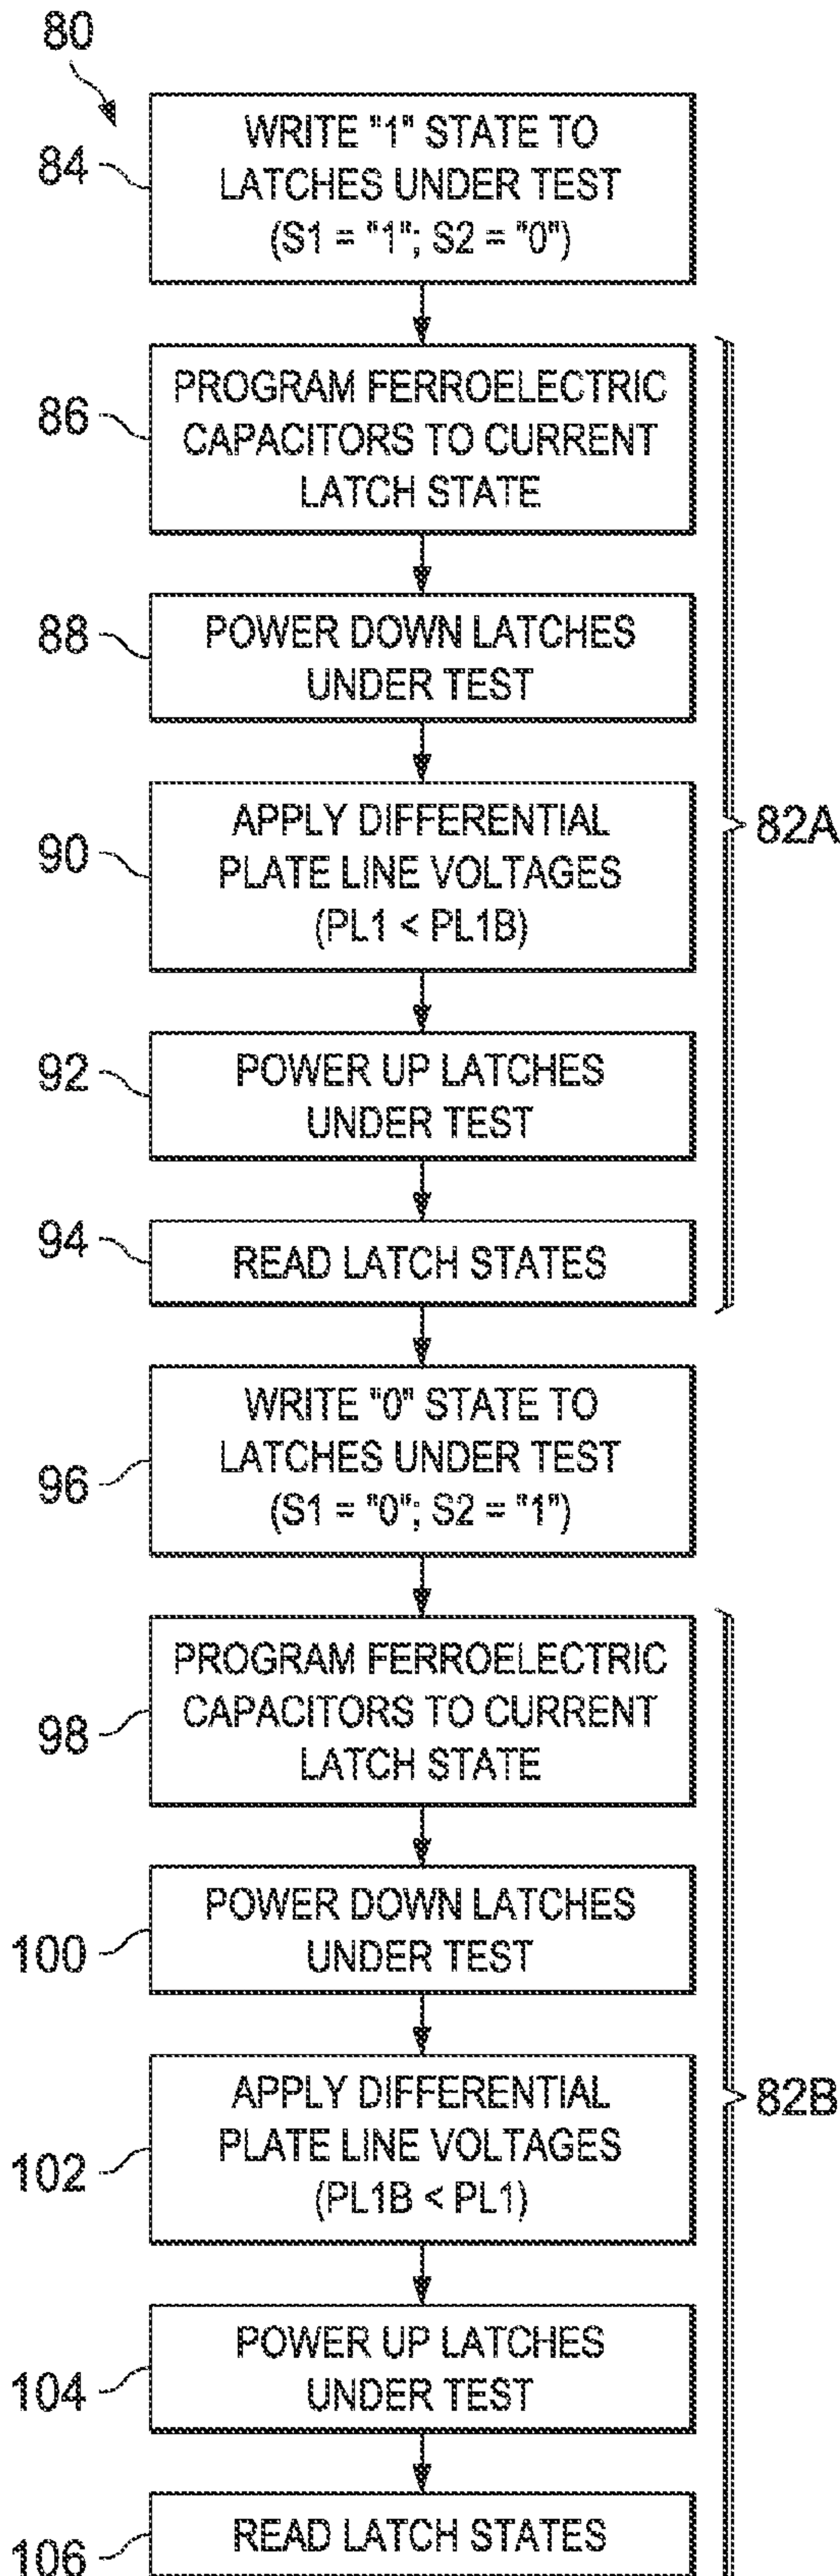 80
84
WRITE "1" STATE TO
LATCHES UNDER TEST
(S1 = "1"; S2 = "0")
86
PROGRAM FERROELECTRIC
CAPACITORS TO CURRENT
LATCH STATE
88
POWER DOWN LATCHES
UNDER TEST
90
APPLY DIFFERENTIAL
PLATE LINE VOLTAGES
(PL1 < PL1B)
82A
92
POWER UP LATCHES
UNDER TEST
94
READ LATCH STATES
96
WRITE "0" STATE TO
LATCHES UNDER TEST
(S1 = "0"; S2 = "1")
98
PROGRAM FERROELECTRIC
CAPACITORS TO CURRENT
LATCH STATE
100
POWER DOWN LATCHES
UNDER TEST
102
APPLY DIFFERENTIAL
PLATE LINE VOLTAGES
(PL1B < PL1)
82B
104
POWER UP LATCHES
UNDER TEST
106
READ LATCH STATES